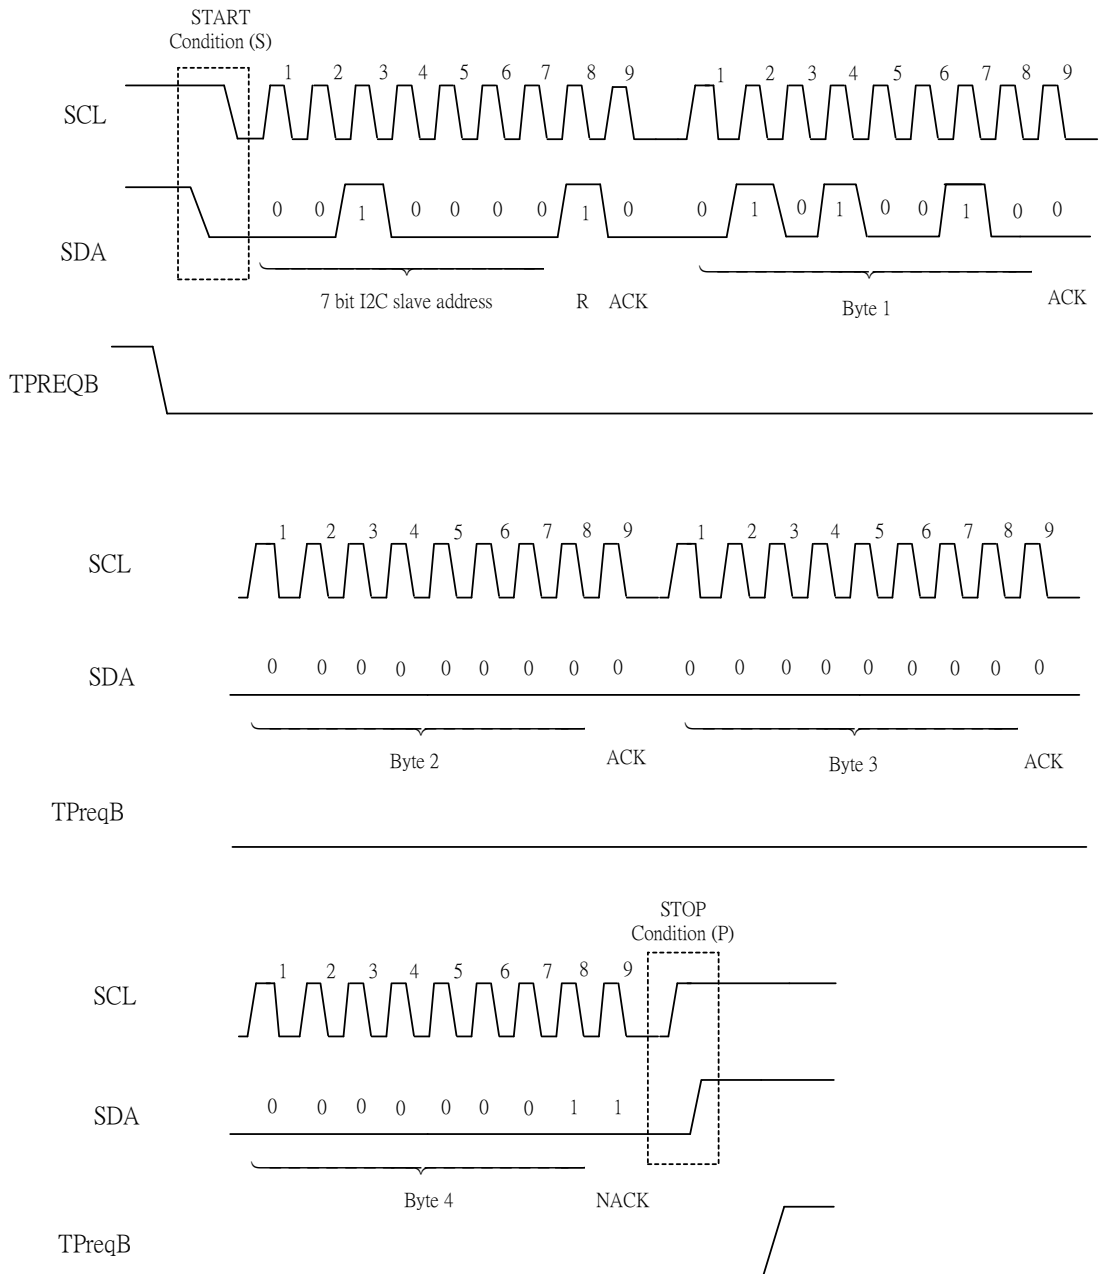 START
Condition (S)
1 2 3 4 5 6 7 8 9 1 2 3 4 5 6 7 8 9
SCL
0 0 1 0 0 0 0 1 0 0 1 0 1 0 0 1 0 0
SDA
7 bit I2C slave address R ACK Byte 1 ACK
TPREQB
1 2 3 4 5 6 7 8 9 1 2 3 4 5 6 7 8 9
SCL
0 0 0 0 0 0 0 0 0 0 0 0 0 0 0 0 0 0
SDA
Byte 2 ACK Byte 3 ACK
TPreqB
STOP
Condition (P)
1 2 3 4 5 6 7 8 9
SCL
0 0 0 0 0 0 0 1 1
SDA
Byte 4 NACK
TPreqB